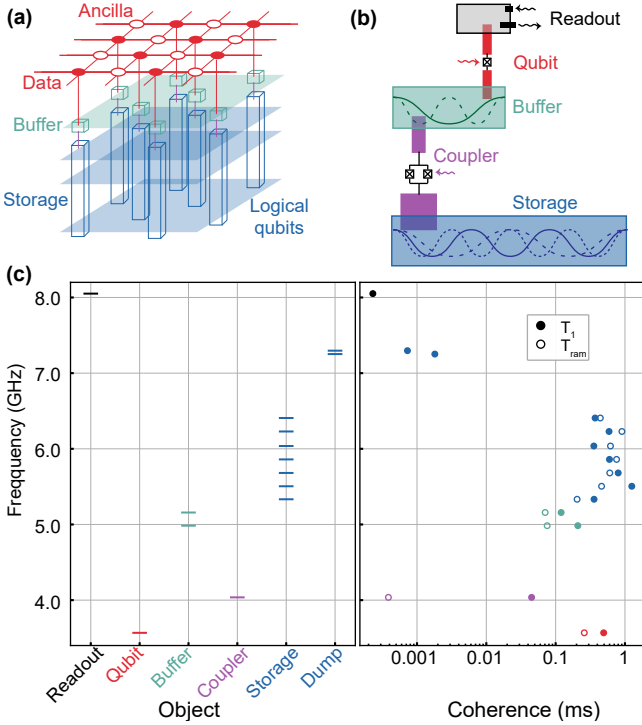 (a)
Ancilla
Data
Buffer
Storage
Logical
qubits
(b)
Readout
Qubit
Buffer
Coupler
Storage
(c)
Freqquency (GHz)
8.0
7.0
6.0
5.0
4.0
Readout
Qubit
Buffer
Coupler
Storage
Dump
Object
T1
Tram
0.001
0.01
0.1
1
Coherence (ms)